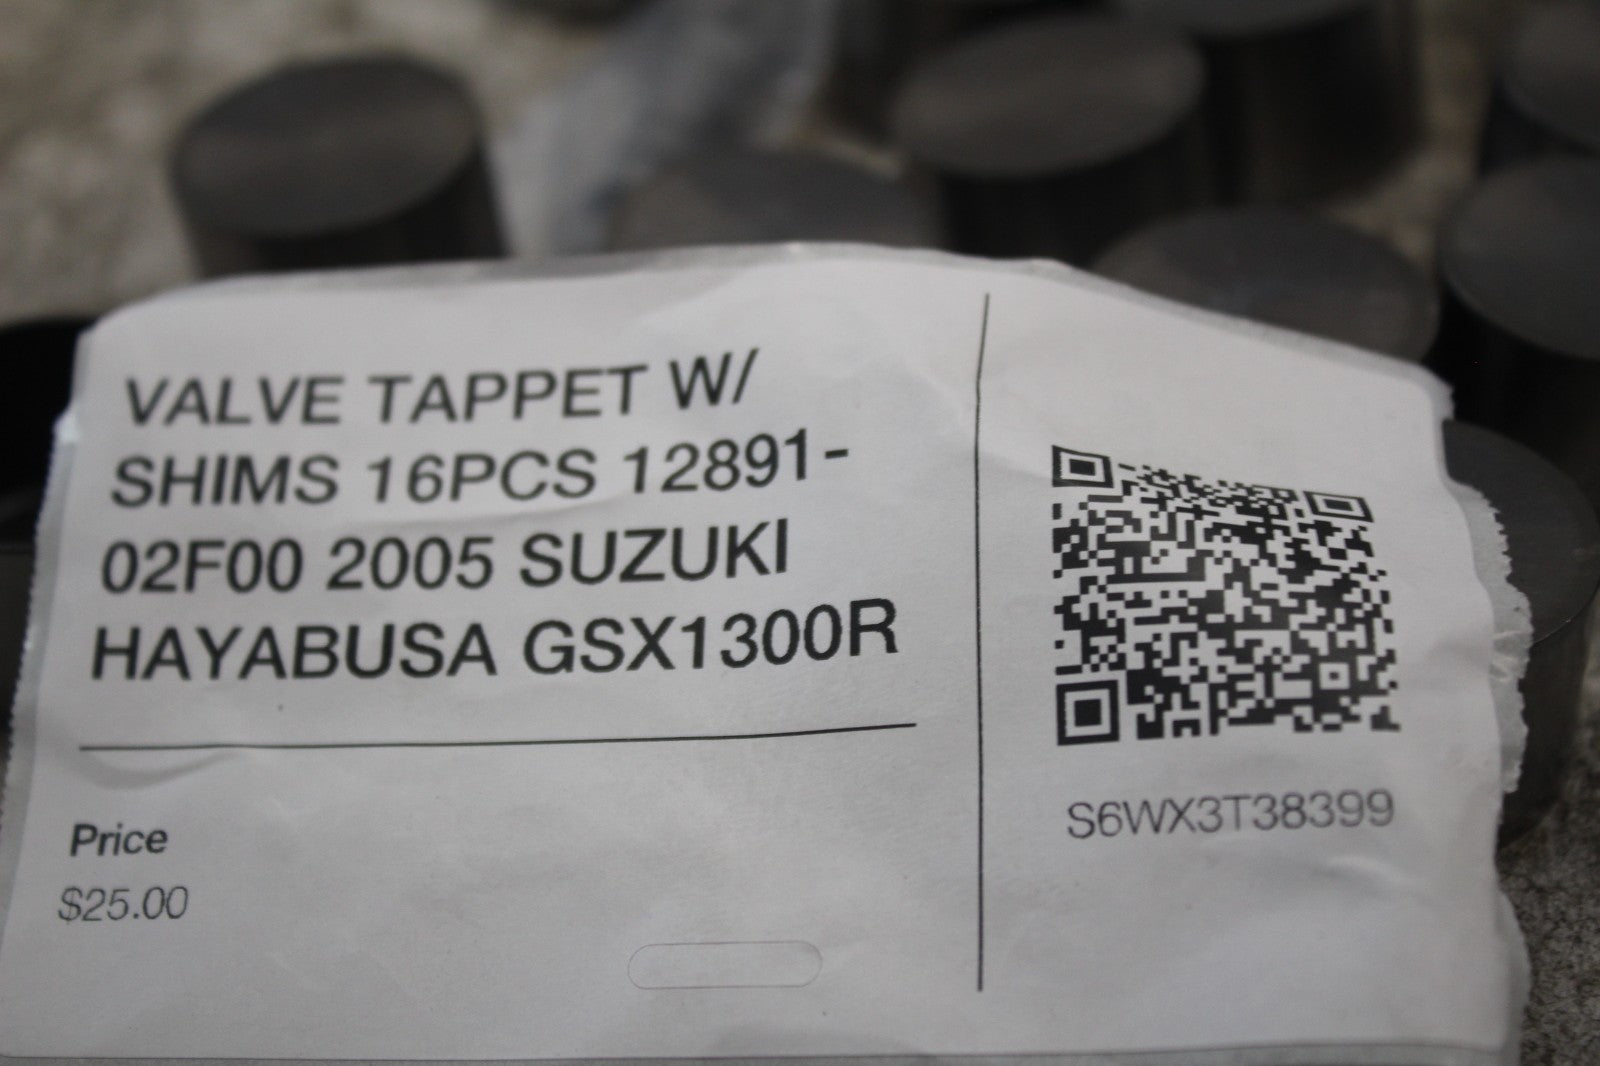 VALVE TAPPET W/
SHIMS 16PCS 12891-
02F00 2005 SUZUKI
HAYABUSA GSX1300R
Price
$25.00
S6WX3T38399